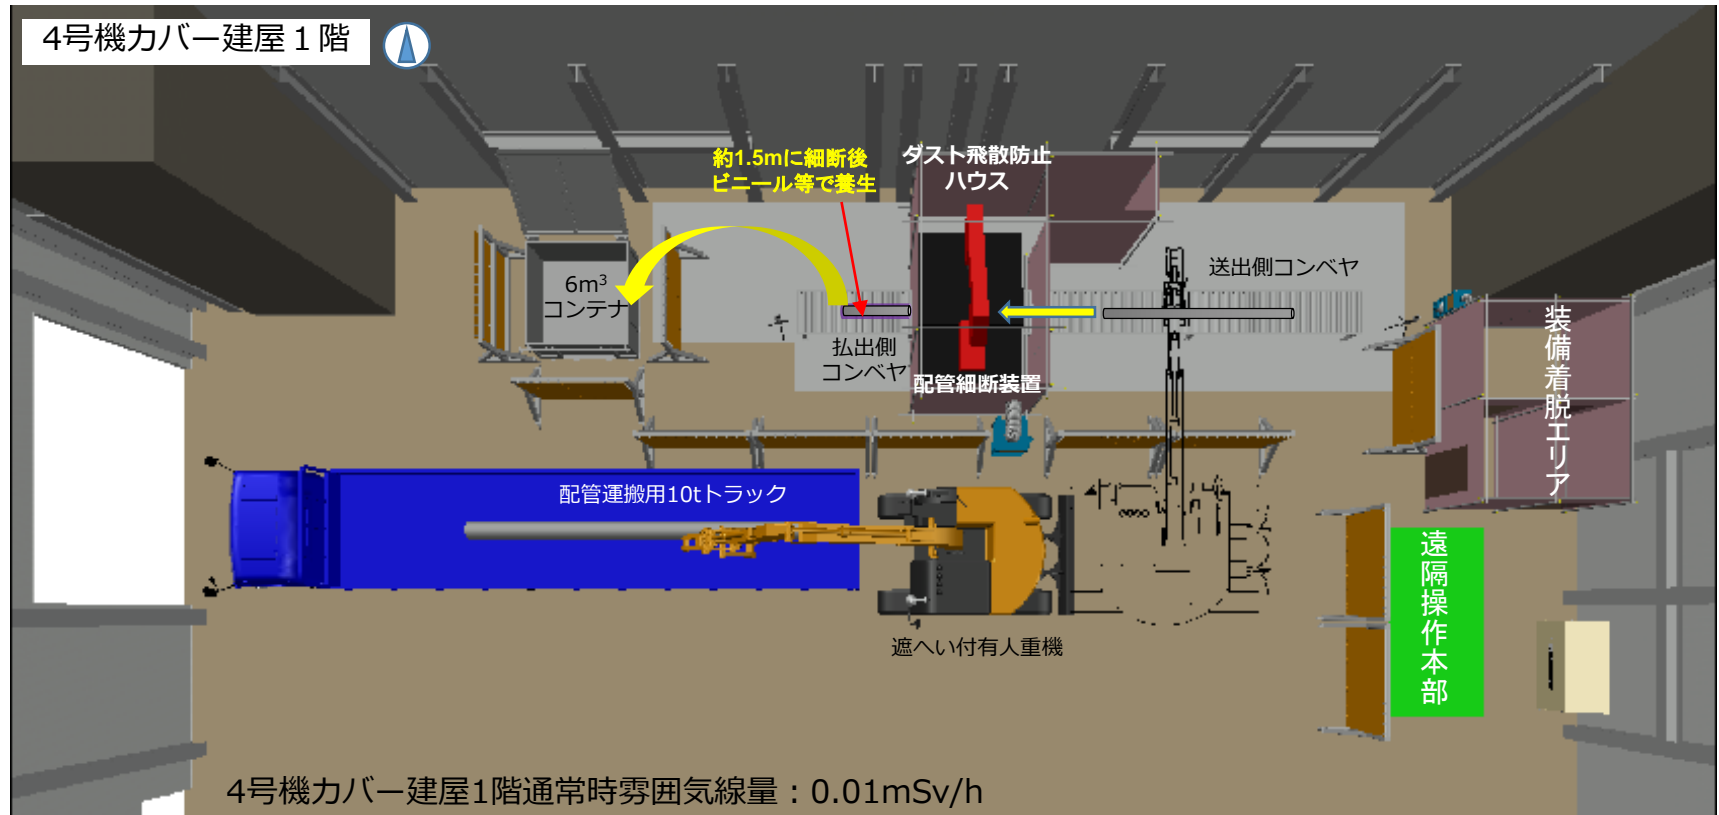 4号機カバー建屋１階
約1.5mに細断後
ビニール等で養生
ダスト飛散防止
ハウス
送出側コンベヤ
6m³
コンテナ
払出側
コンベヤ
配管細断装置
装備着脱エリア
配管運搬用10tトラック
遠隔操作本部
遮へい付有人重機
4号機カバー建屋1階通常時雰囲気線量：0.01mSv/h